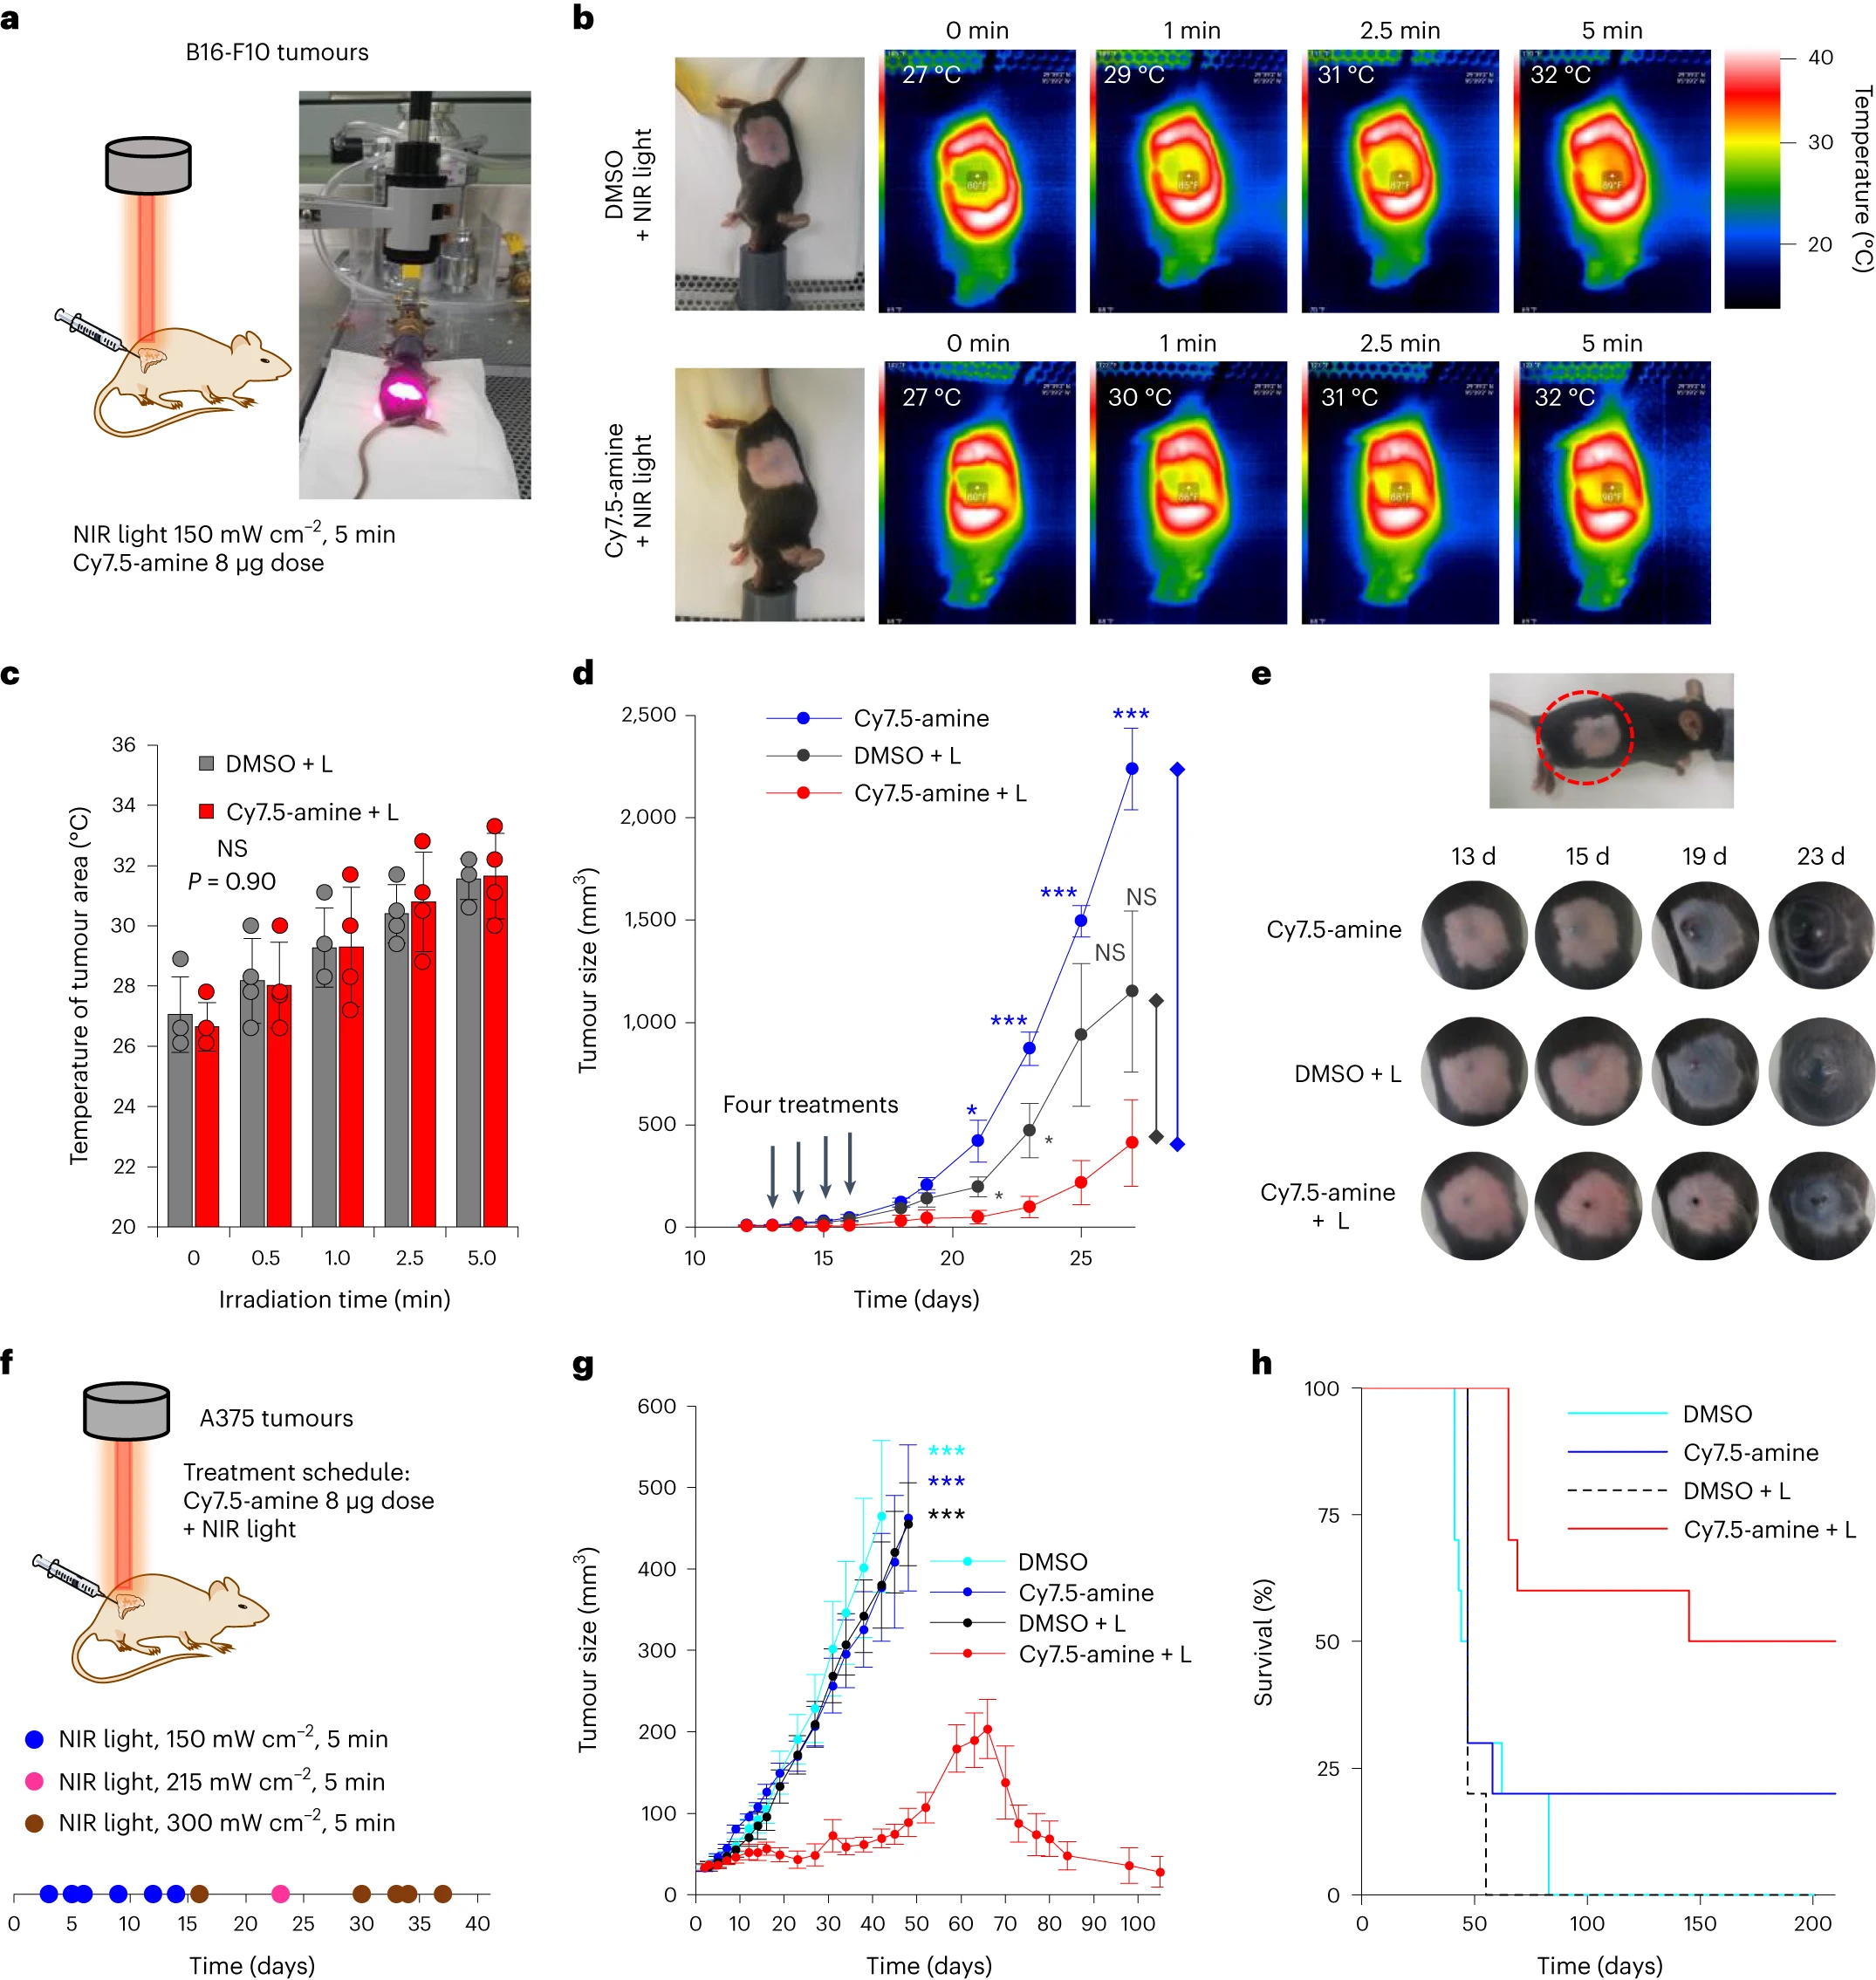 a
B16-F10 tumours
NIR light 150 mW cm⁻², 5 min
Cy7.5-amine 8 µg dose
b
0 min
1 min
2.5 min
5 min
DMSO
+ NIR light
27 °C
29 °C
31 °C
32 °C
80°F
85°F
87°F
89°F
40
30
20
Temperature (°C)
0 min
1 min
2.5 min
5 min
Cy7.5-amine
+ NIR light
27 °C
30 °C
31 °C
32 °C
80°F
86°F
88°F
90°F
c
Temperature of tumour area (°C)
36
34
32
30
28
26
24
22
20
DMSO + L
Cy7.5-amine + L
NS
P = 0.90
0
0.5
1.0
2.5
5.0
Irradiation time (min)
d
Tumour size (mm³)
2,500
2,000
1,500
1,000
500
0
Cy7.5-amine
DMSO + L
Cy7.5-amine + L
***
***
NS
NS
***
*
*
*
Four treatments
10
15
20
25
Time (days)
e
13 d
15 d
19 d
23 d
Cy7.5-amine
DMSO + L
Cy7.5-amine
+ L
f
A375 tumours
Treatment schedule:
Cy7.5-amine 8 µg dose
+ NIR light
NIR light, 150 mW cm⁻², 5 min
NIR light, 215 mW cm⁻², 5 min
NIR light, 300 mW cm⁻², 5 min
0
5
10
15
20
25
30
35
40
Time (days)
g
Tumour size (mm³)
600
500
400
300
200
100
0
***
***
***
DMSO
Cy7.5-amine
DMSO + L
Cy7.5-amine + L
0
10
20
30
40
50
60
70
80
90
100
Time (days)
h
Survival (%)
100
75
50
25
0
DMSO
Cy7.5-amine
DMSO + L
Cy7.5-amine + L
0
50
100
150
200
Time (days)